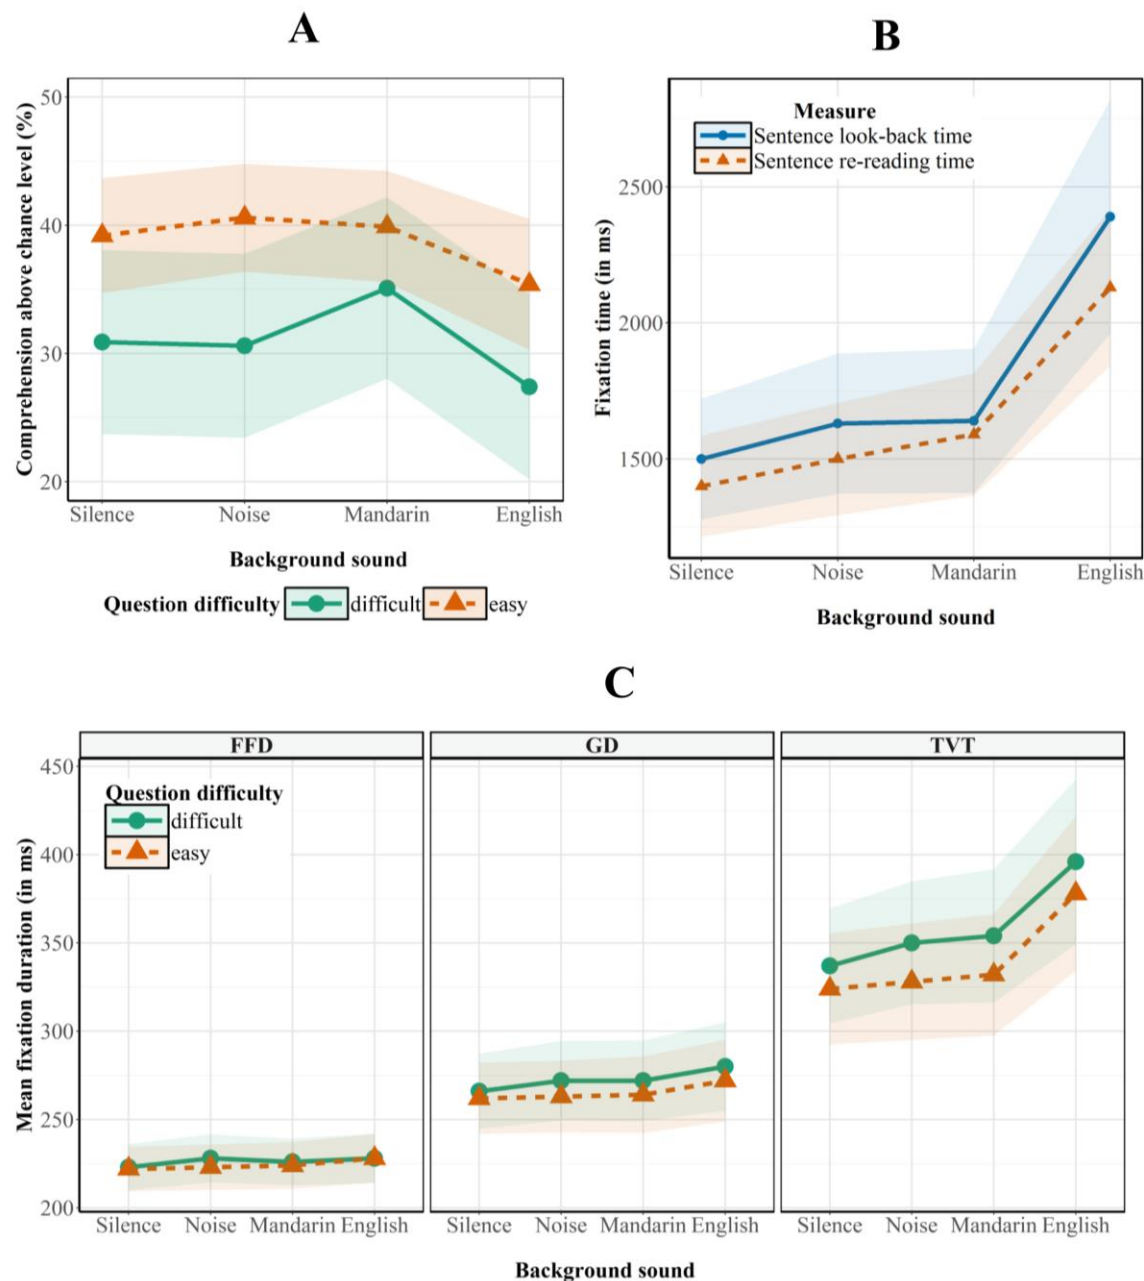 A
Comprehension above chance level (%)
50
40
30
20
Silence Noise Mandarin English
Background sound
Question difficulty difficult easy
B
Fixation time (in ms)
Measure
Sentence look-back time
Sentence re-reading time
2500
2000
1500
Silence Noise Mandarin English
Background sound
C
Mean fixation duration (in ms)
FFD GD TVT
450
Question difficulty
difficult
easy
400
350
300
250
200
Silence Noise Mandarin English Silence Noise Mandarin English Silence Noise Mandarin English
Background sound